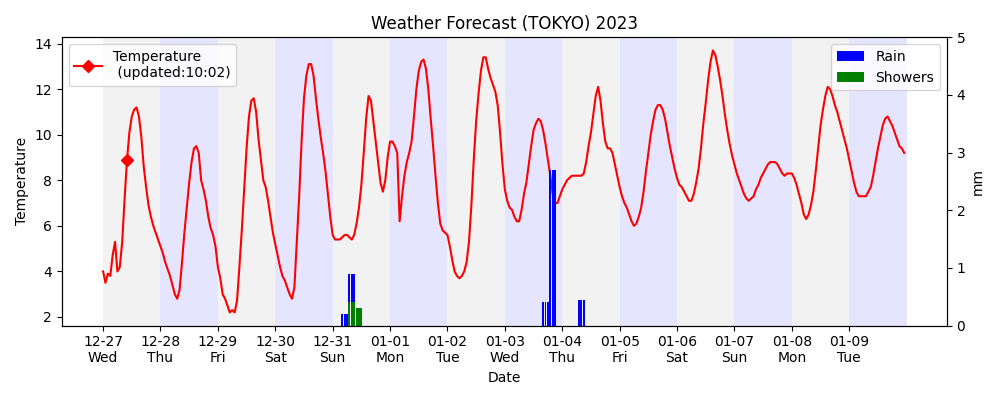 Weather Forecast (TOKYO) 2023
Temperature
(updated:10:02)
Rain
Showers
Temperature
14
12
10
8
6
4
2
5
4
3
2
1
0
mm
12-27 12-28 12-29 12-30 12-31 01-01 01-02 01-03 01-04 01-05 01-06 01-07 01-08 01-09
Wed Thu Fri Sat Sun Mon Tue Wed Thu Fri Sat Sun Mon Tue
Date